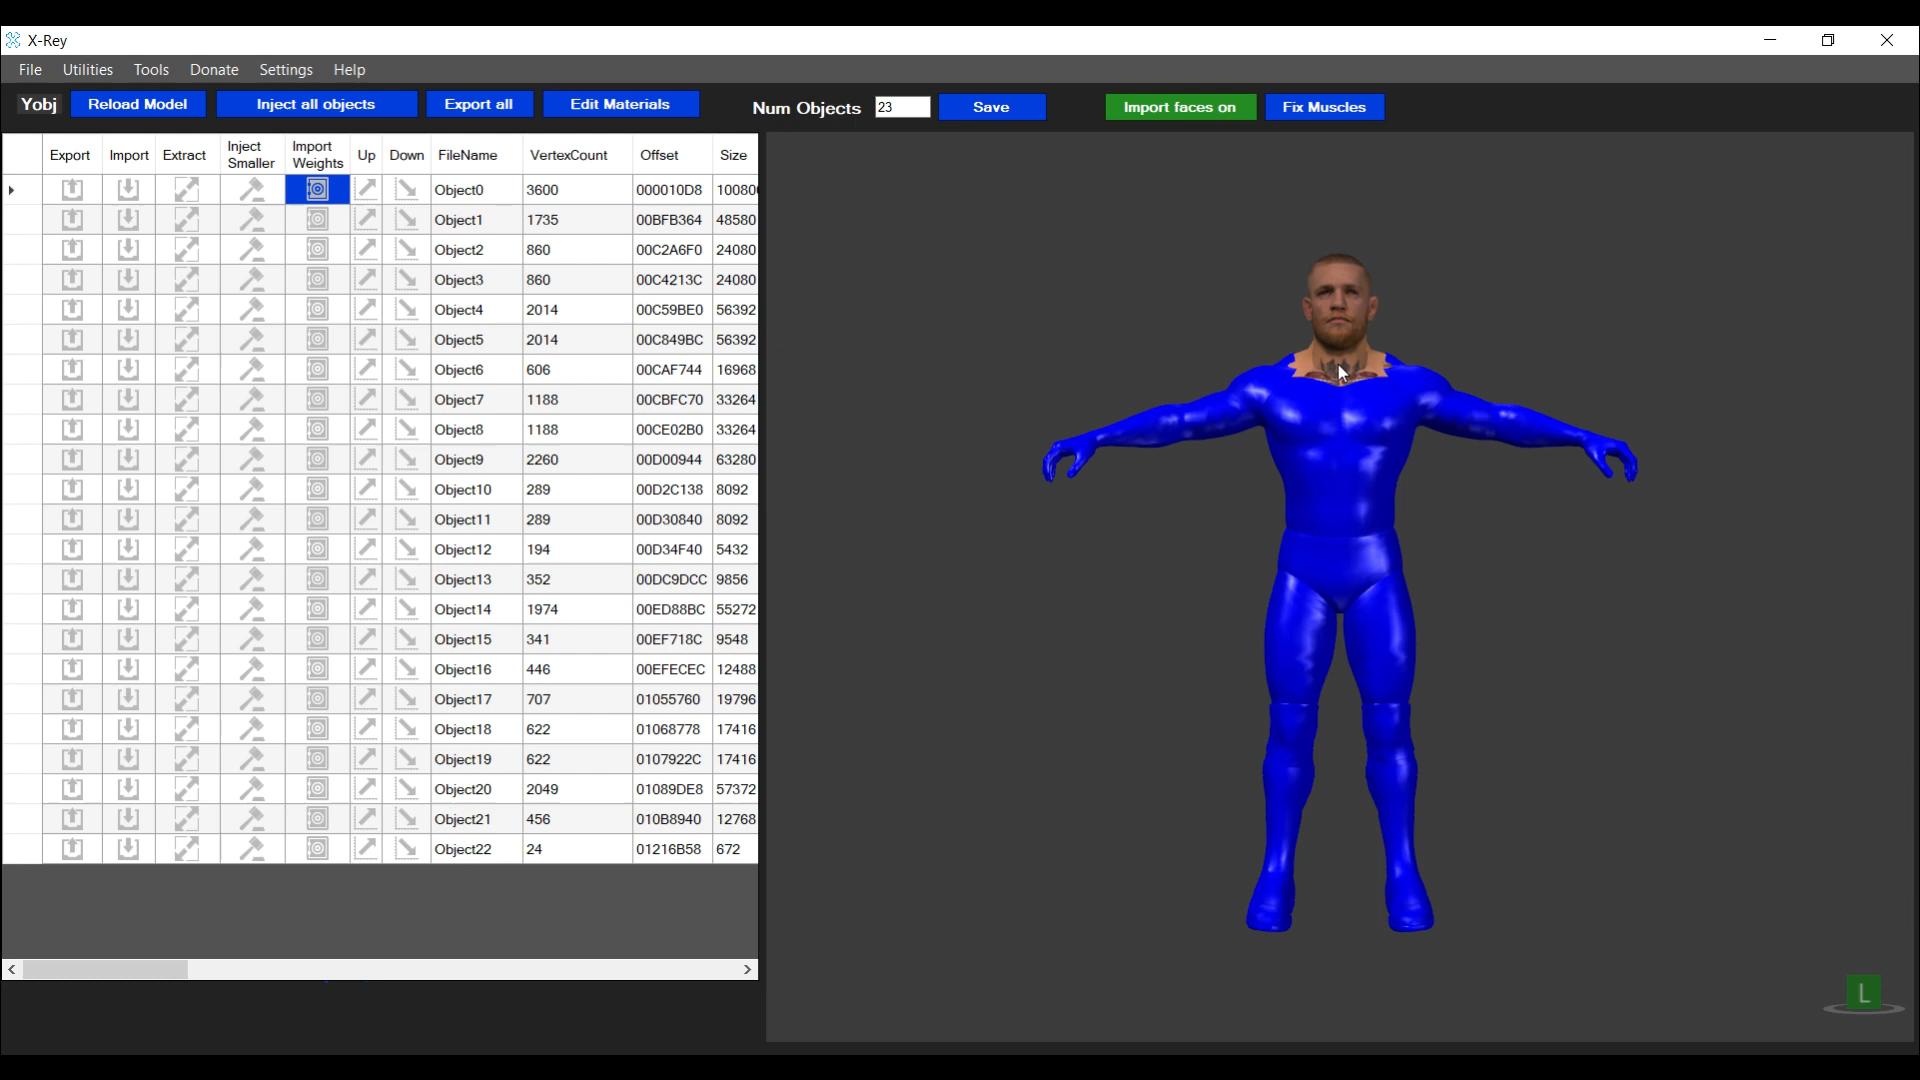 X-Rey
File Utilities Tools Donate Settings Help
Yobj Reload Model Inject all objects Export all Edit Materials Num Objects 23 Save Import faces on Fix Muscles
Export Import Extract Inject Smaller Import Weights Up Down FileName VertexCount Offset Size
Object0 3600 000010D8 10080
Object1 1735 00BFB364 48580
Object2 860 00C2A6F0 24080
Object3 860 00C4213C 24080
Object4 2014 00C59BE0 56392
Object5 2014 00C849BC 56392
Object6 606 00CAF744 16968
Object7 1188 00CBFC70 33264
Object8 1188 00CE02B0 33264
Object9 2260 00D00944 63280
Object10 289 00D2C138 8092
Object11 289 00D30840 8092
Object12 194 00D34F40 5432
Object13 352 00DC9DCC 9856
Object14 1974 00ED88BC 55272
Object15 341 00EF718C 9548
Object16 446 00EFECEC 12488
Object17 707 01055760 19796
Object18 622 01068778 17416
Object19 622 0107922C 17416
Object20 2049 01089DE8 57372
Object21 456 010B8940 12768
Object22 24 01216B58 672
L